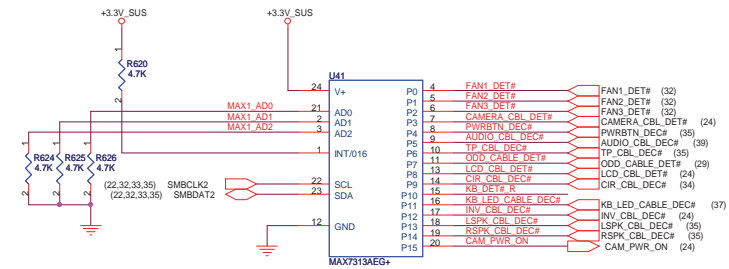 +3.3V_SUS
+3.3V_SUS
1
R620
4.7K
2
U41
MAX1_AD0
MAX1_AD1
MAX1_AD2
1
R624
4.7K
2
1
R625
4.7K
2
1
R626
4.7K
2
(22,32,33,35) SMBCLK2
(22,32,33,35) SMBDAT2
24 V+
21 AD0
2 AD1
3 AD2
1 INT/016
22 SCL
23 SDA
12 GND
P0 4 FAN1_DET# FAN1_DET# (32)
P1 5 FAN2_DET# FAN2_DET# (32)
P2 6 FAN3_DET# FAN3_DET# (32)
P3 7 CAMERA_CBL_DET# CAMERA_CBL_DET# (24)
P4 8 PWRBTN_DEC# PWRBTN_DEC# (35)
P5 9 AUDIO_CBL_DEC# AUDIO_CBL_DEC# (39)
P6 10 TP_CBL_DEC# TP_CBL_DEC# (35)
P7 11 ODD_CABLE_DET# ODD_CABLE_DET# (29)
P8 13 LCD_CBL_DET# LCD_CBL_DET# (24)
P9 14 CIR_CBL_DEC# CIR_CBL_DEC# (34)
P10 15 KB_DET#_R
P11 16 KB_LED_CABLE_DEC# KB_LED_CABLE_DEC# (37)
P12 17 INV_CBL_DEC# INV_CBL_DEC# (24)
P13 18 LSPK_CBL_DEC# LSPK_CBL_DEC# (35)
P14 19 RSPK_CBL_DEC# RSPK_CBL_DEC# (35)
P15 20 CAM_PWR_ON CAM_PWR_ON (24)
MAX7313AEG+